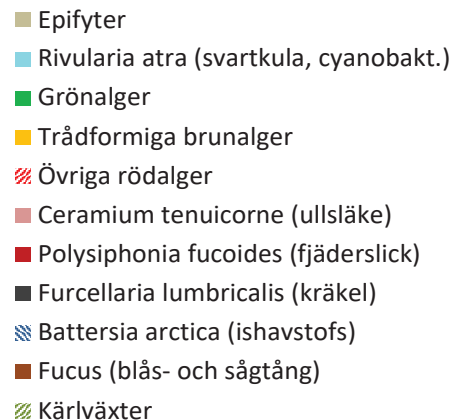 Epifyter
Rivularia atra (svartkula, cyanobakt.)
Grönalger
Trådformiga brunalger
Övriga rödalger
Ceramium tenuicorne (ullsläke)
Polysiphonia fucoides (fjäderslick)
Furcellaria lumbricalis (kräkel)
Battersia arctica (ishavstofs)
Fucus (blås- och sågtång)
Kärlväxter